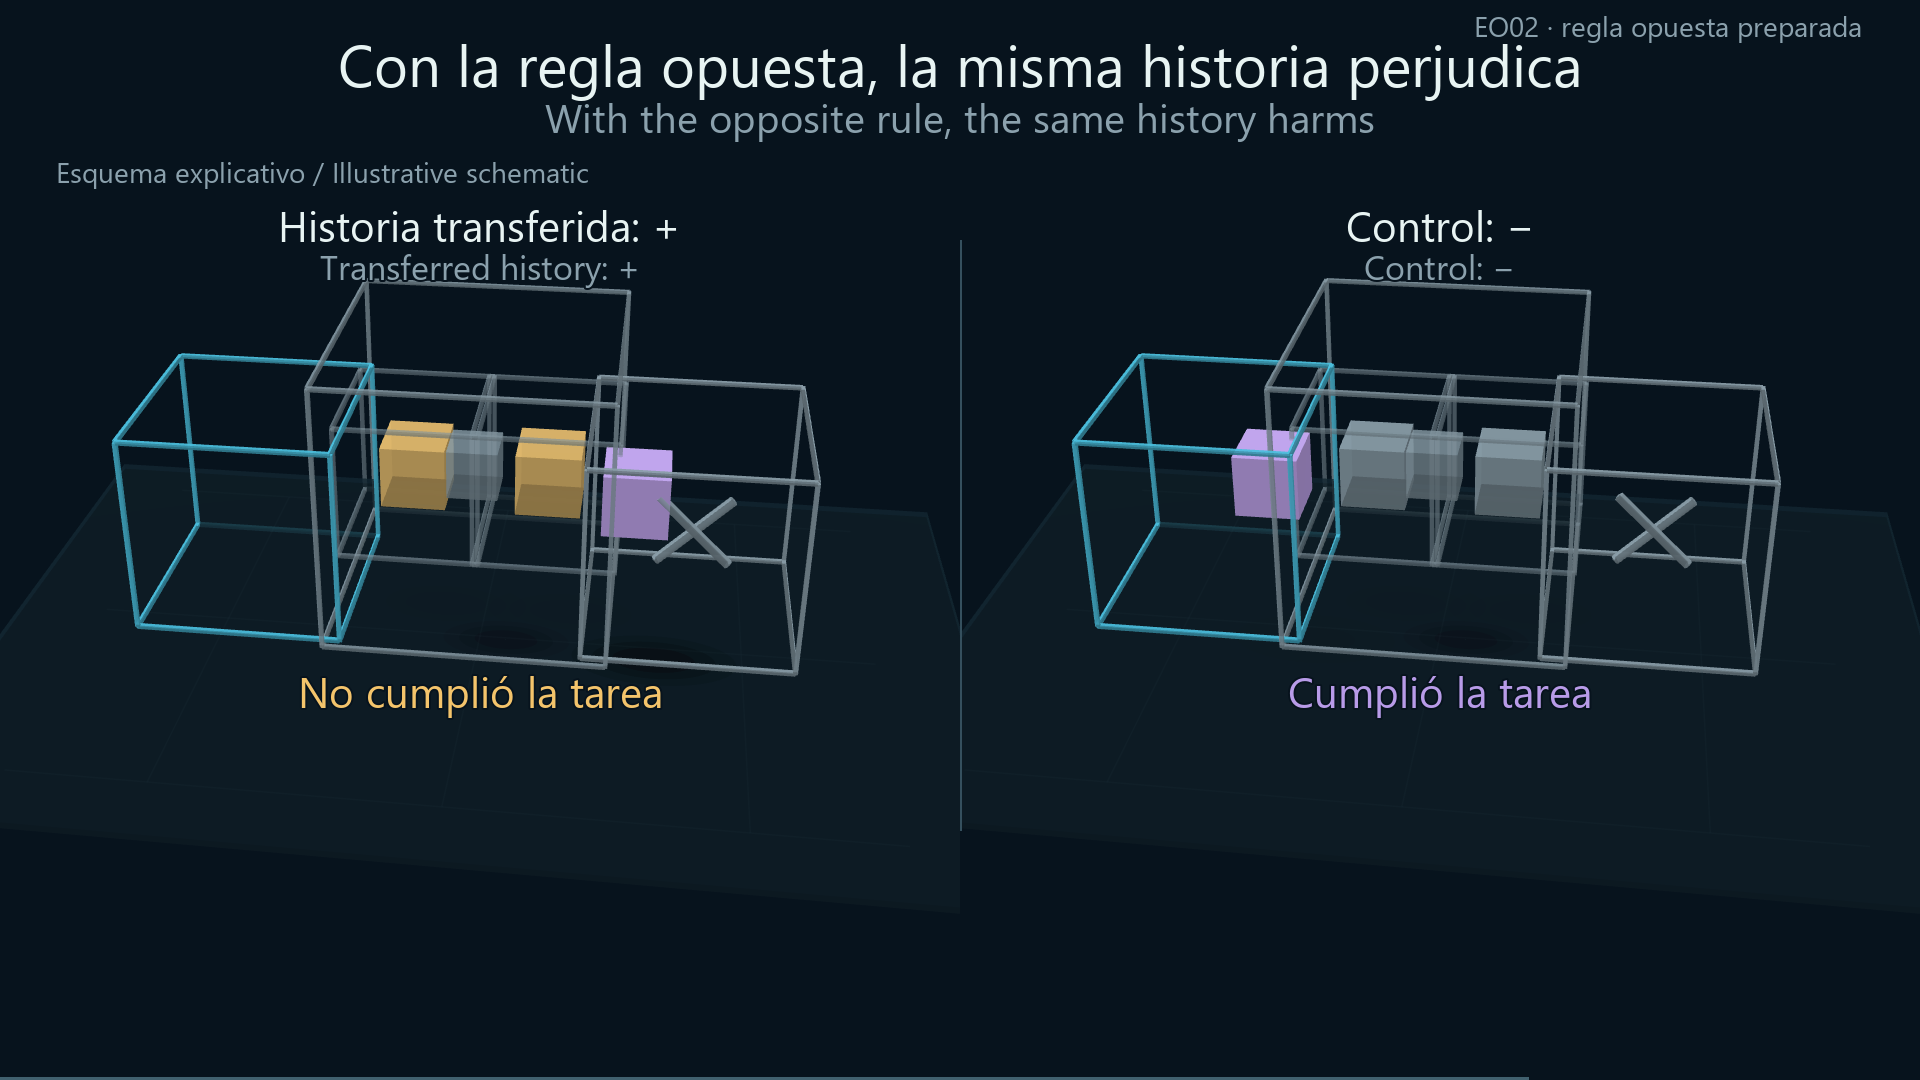 EO02 · regla opuesta preparada
Con la regla opuesta, la misma historia perjudica
With the opposite rule, the same history harms
Esquema explicativo / Illustrative schematic
Historia transferida: +
Transferred history: +
Control: −
Control: −
No cumplió la tarea
Cumplió la tarea